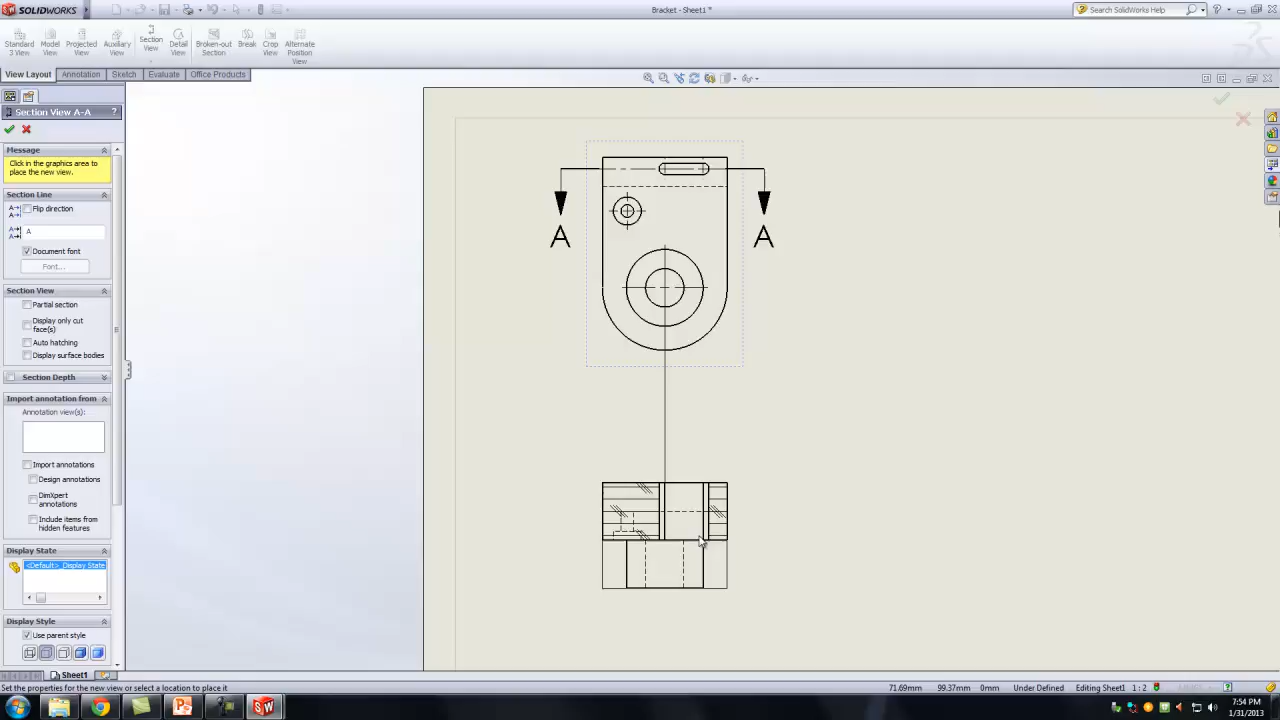 SOLIDWORKS
Bracket - Sheet1 *
Search SolidWorks Help
Standard 3 View
Model View
Projected View
Auxiliary View
Section View
Detail View
Broken-out Section
Break
Crop View
Alternate Position View
View Layout
Annotation
Sketch
Evaluate
Office Products
Section View A-A
?
Message
Click in the graphics area to
place the new view.
Section Line
Flip direction
A
Document font
Font...
Section View
Partial section
Display only cut
face(s)
Auto hatching
Display surface bodies
Section Depth
Import annotation from
Annotation view(s):
Import annotations
Design annotations
DimXpert
annotations
Include items from
hidden features
Display State
<Default>_Display State
Display Style
Use parent style
A
A
Sheet1
Set the properties for the new view or select a location to place it
71.69mm
99.37mm
0mm
Under Defined
Editing Sheet1
1 : 2
7:54 PM
1/31/2013